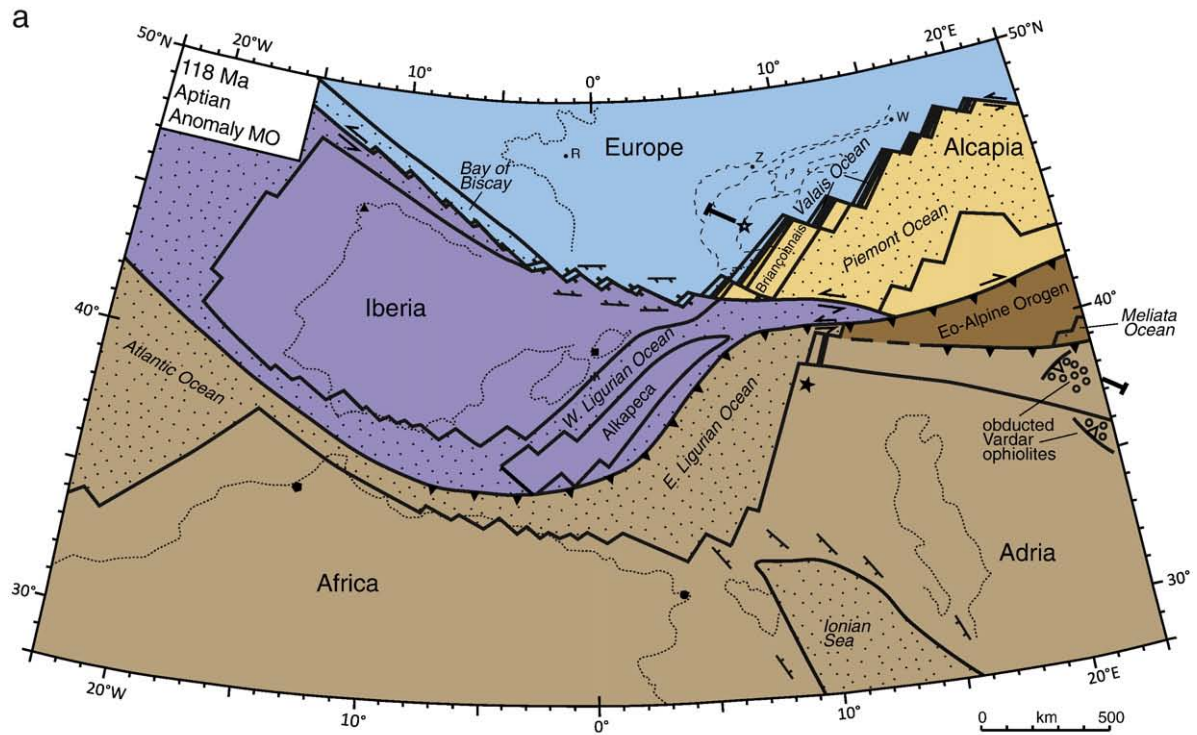 a
50°N
20°W
10°
0°
10°
20°E
50°N
118 Ma
Aptian
Anomaly MO
Europe
R
Z
W
Alcapia
Bay of
Biscay
Valais Ocean
Briançonnais
Piemont Ocean
Iberia
40°
40°
Eo-Alpine Orogen
Meliata
Ocean
Atlantic Ocean
W. Ligurian Ocean
Alkapeca
E. Ligurian Ocean
obducted
Vardar
ophiolites
Adria
Africa
30°
30°
Ionian
Sea
20°W
10°
0°
10°
20°E
0 km 500